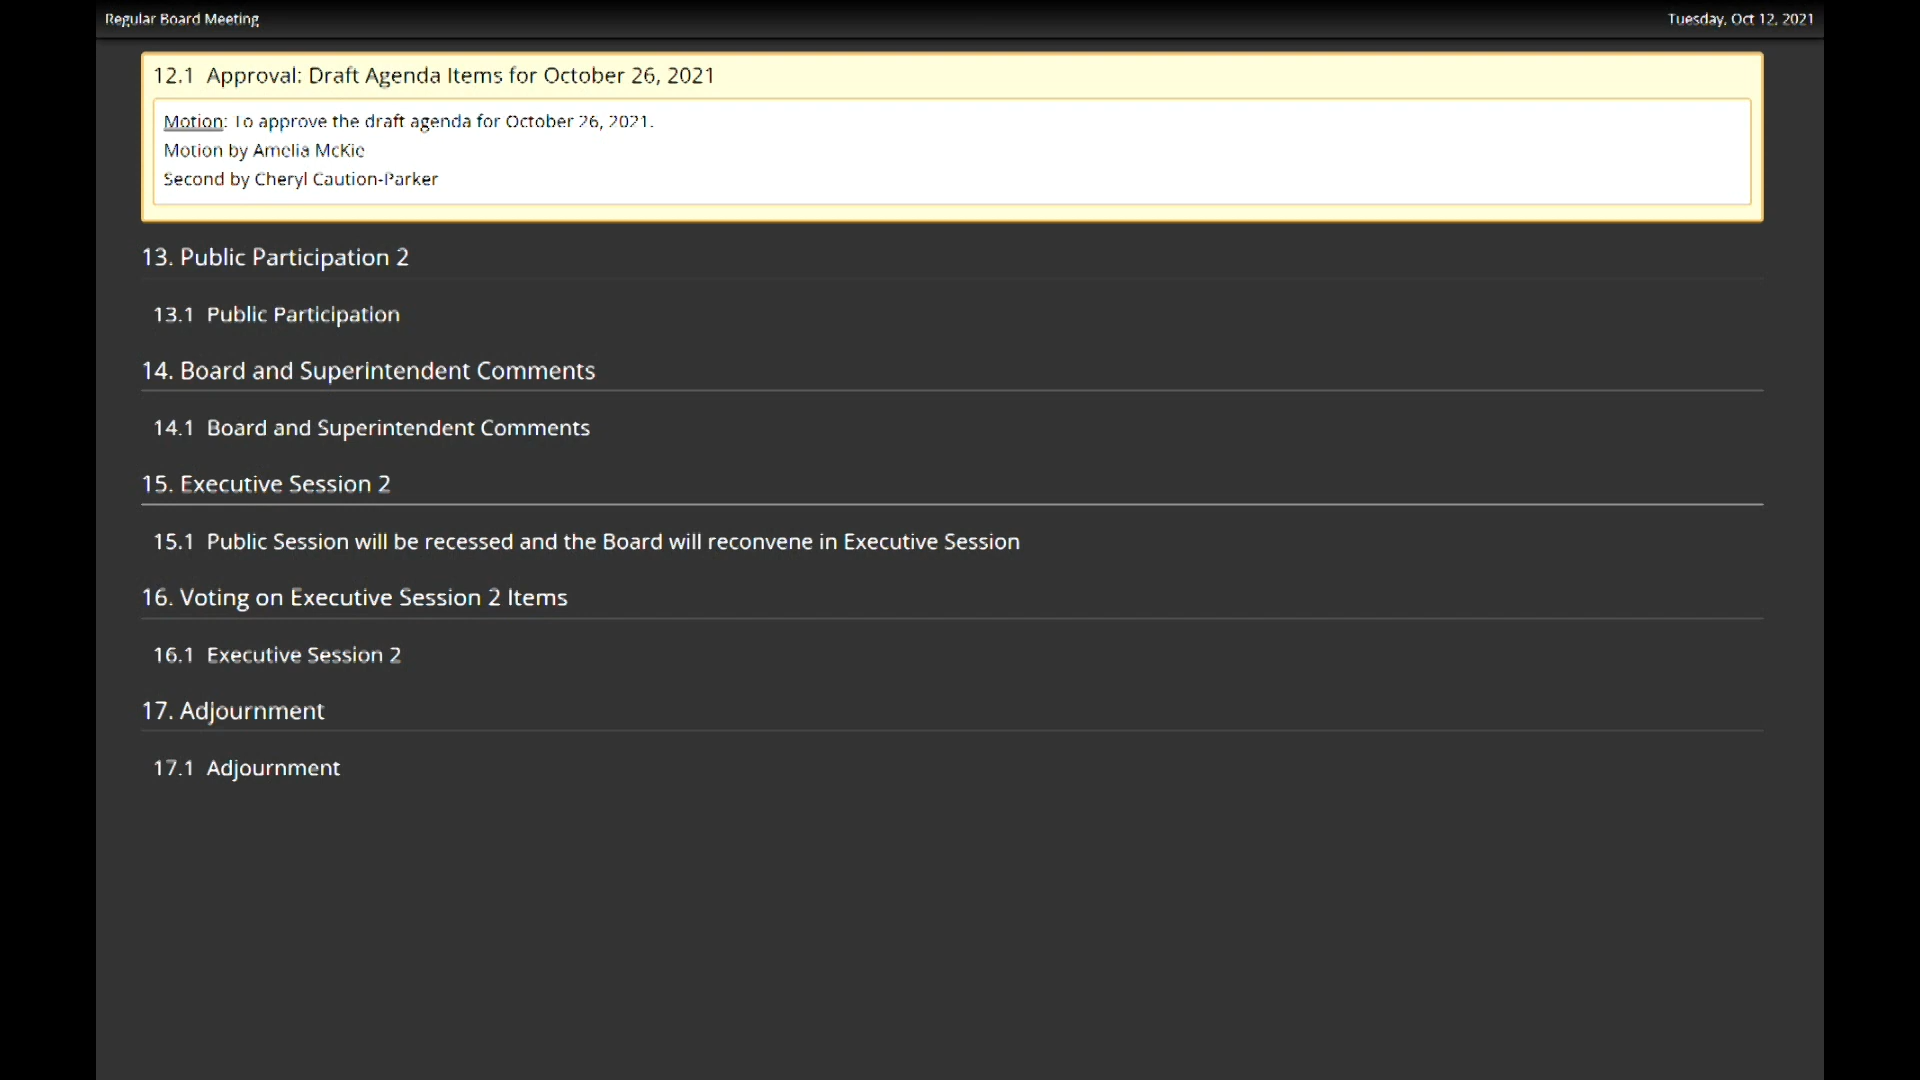 Regular Board Meeting
Tuesday, Oct 12, 2021
12.1 Approval: Draft Agenda Items for October 26, 2021
Motion: To approve the draft agenda for October 26, 2021.
Motion by Amelia McKie
Second by Cheryl Caution-Parker
13. Public Participation 2
13.1 Public Participation
14. Board and Superintendent Comments
14.1 Board and Superintendent Comments
15. Executive Session 2
15.1 Public Session will be recessed and the Board will reconvene in Executive Session
16. Voting on Executive Session 2 Items
16.1 Executive Session 2
17. Adjournment
17.1 Adjournment